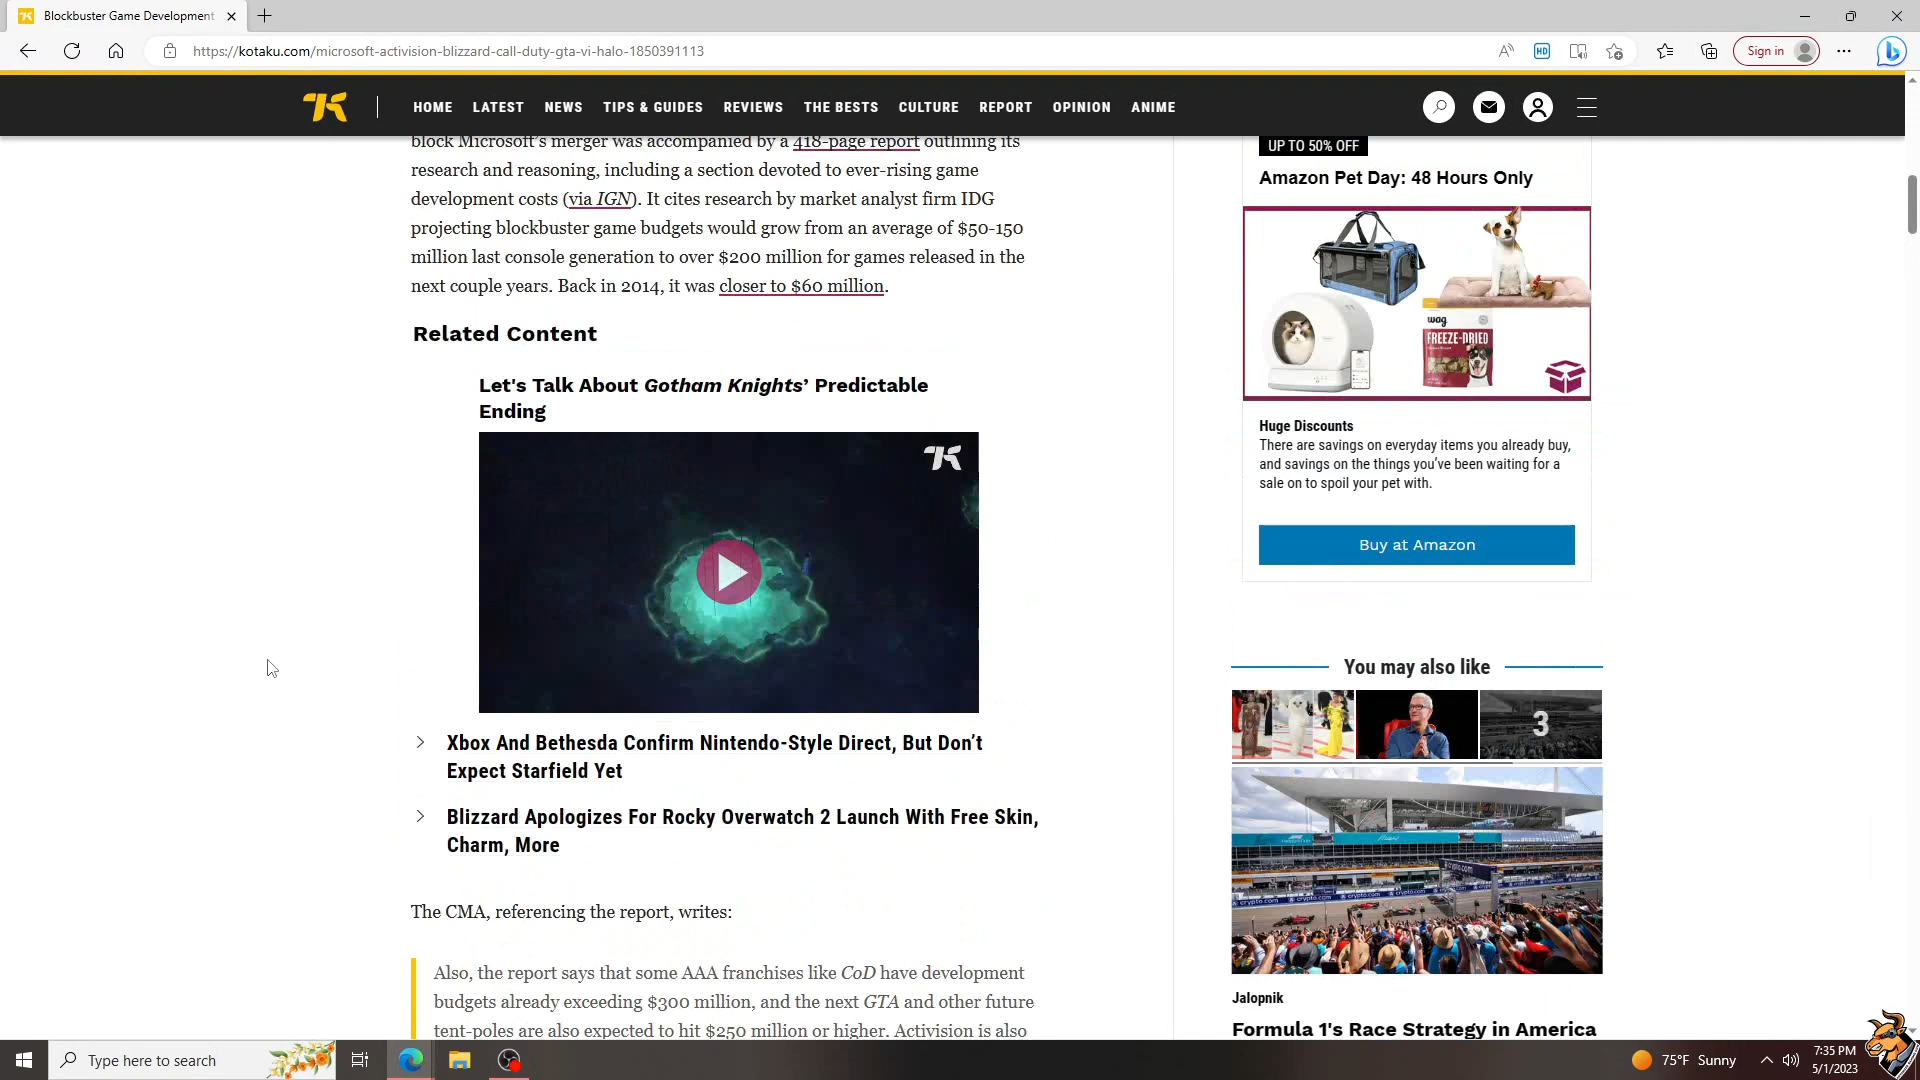 Blockbuster Game Development
https://kotaku.com/microsoft-activision-blizzard-call-duty-gta-vi-halo-1850391113
HD
Sign in
HOME LATEST NEWS TIPS & GUIDES REVIEWS THE BESTS CULTURE REPORT OPINION ANIME
block Microsoft’s merger was accompanied by a 418-page report outlining its
research and reasoning, including a section devoted to ever-rising game
development costs (via IGN). It cites research by market analyst firm IDG
projecting blockbuster game budgets would grow from an average of $50-150
million last console generation to over $200 million for games released in the
next couple years. Back in 2014, it was closer to $60 million.
Related Content
Let's Talk About Gotham Knights’ Predictable
Ending
Xbox And Bethesda Confirm Nintendo-Style Direct, But Don’t
Expect Starfield Yet
Blizzard Apologizes For Rocky Overwatch 2 Launch With Free Skin,
Charm, More
The CMA, referencing the report, writes:
Also, the report says that some AAA franchises like CoD have development
budgets already exceeding $300 million, and the next GTA and other future
tent-poles are also expected to hit $250 million or higher. Activision is also
UP TO 50% OFF
Amazon Pet Day: 48 Hours Only
wag
FREEZE-DRIED
Huge Discounts
There are savings on everyday items you already buy,
and savings on the things you’ve been waiting for a
sale on to spoil your pet with.
Buy at Amazon
You may also like
3
crypto.com
crypto.com
crypto.com
Jalopnik
Formula 1's Race Strategy in America
Type here to search
75°F Sunny
7:35 PM
5/1/2023